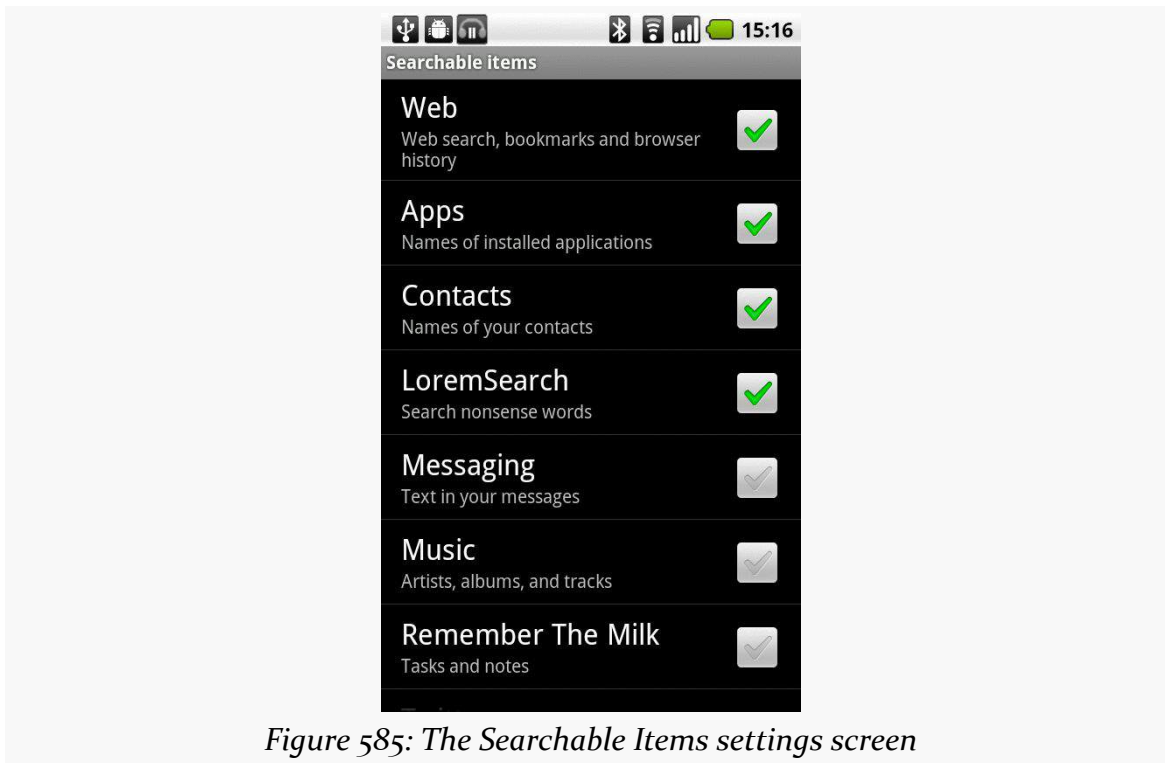 15:16
Searchable items
Web
Web search, bookmarks and browser
history
Apps
Names of installed applications
Contacts
Names of your contacts
LoremSearch
Search nonsense words
Messaging
Text in your messages
Music
Artists, albums, and tracks
Remember The Milk
Tasks and notes
Figure 585: The Searchable Items settings screen